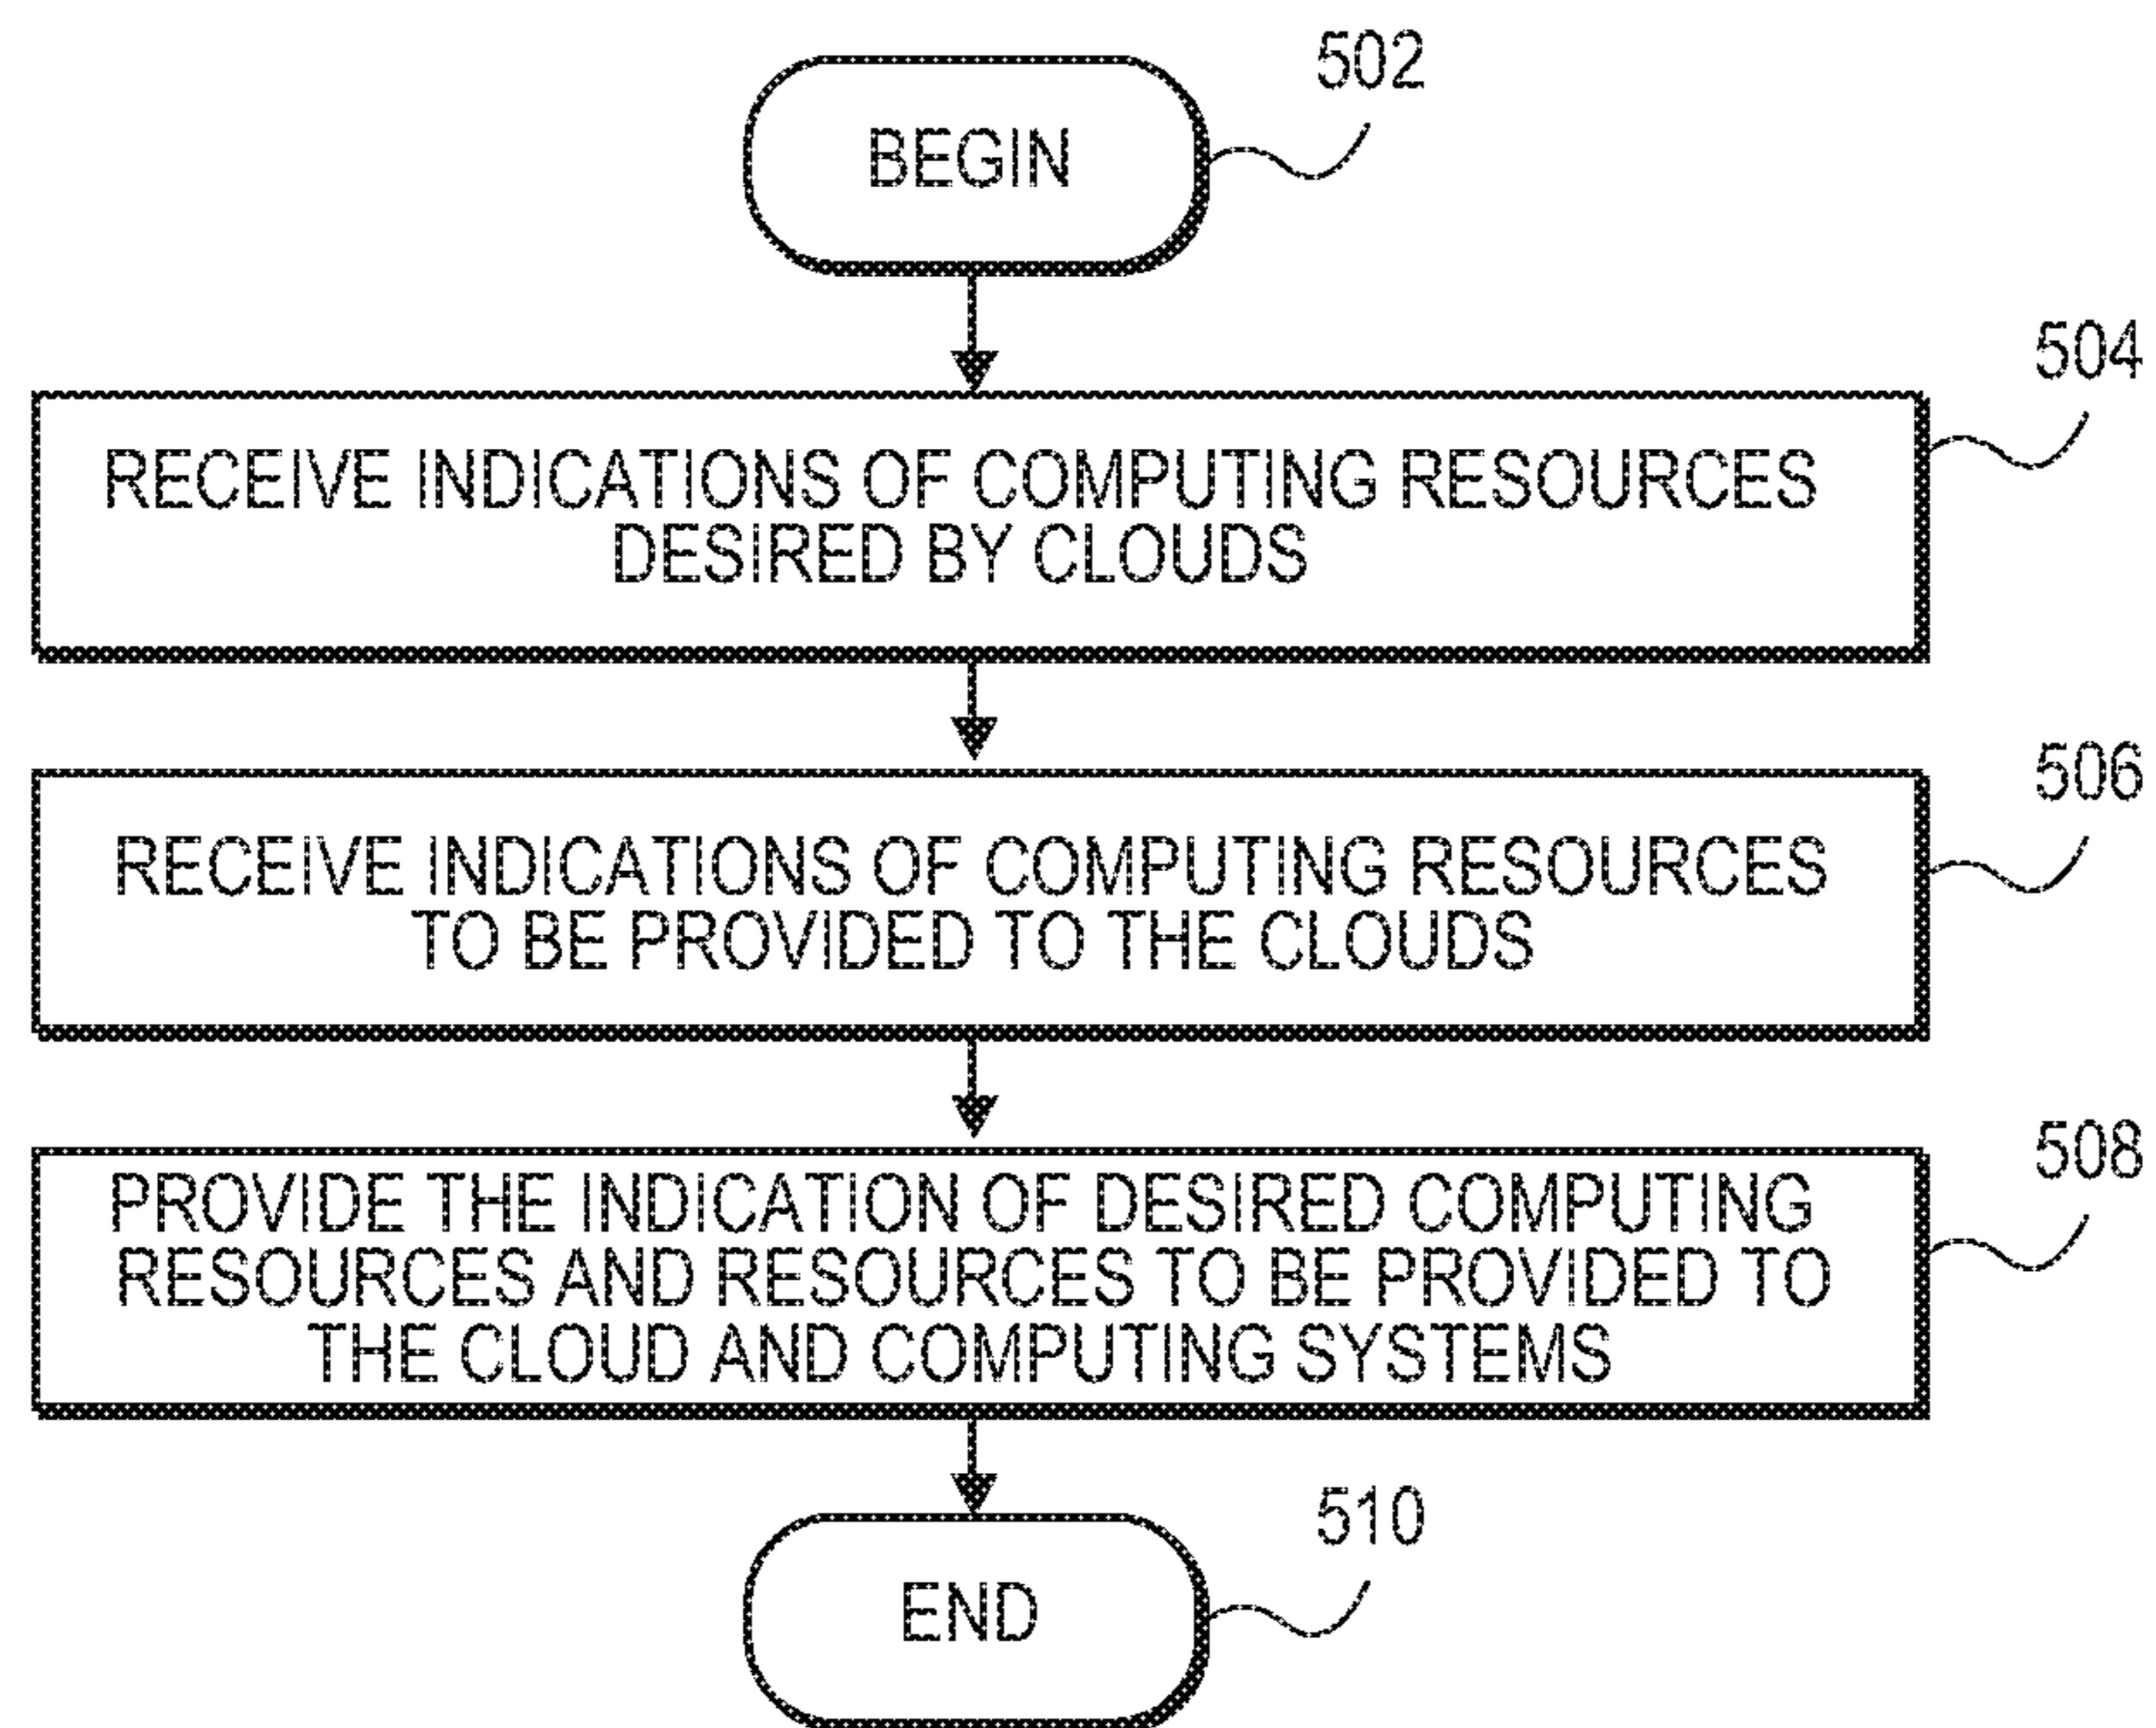 502
BEGIN
504
RECEIVE INDICATIONS OF COMPUTING RESOURCES
DESIRED BY CLOUDS
506
RECEIVE INDICATIONS OF COMPUTING RESOURCES
TO BE PROVIDED TO THE CLOUDS
508
PROVIDE THE INDICATION OF DESIRED COMPUTING
RESOURCES AND RESOURCES TO BE PROVIDED TO
THE CLOUD AND COMPUTING SYSTEMS
510
END